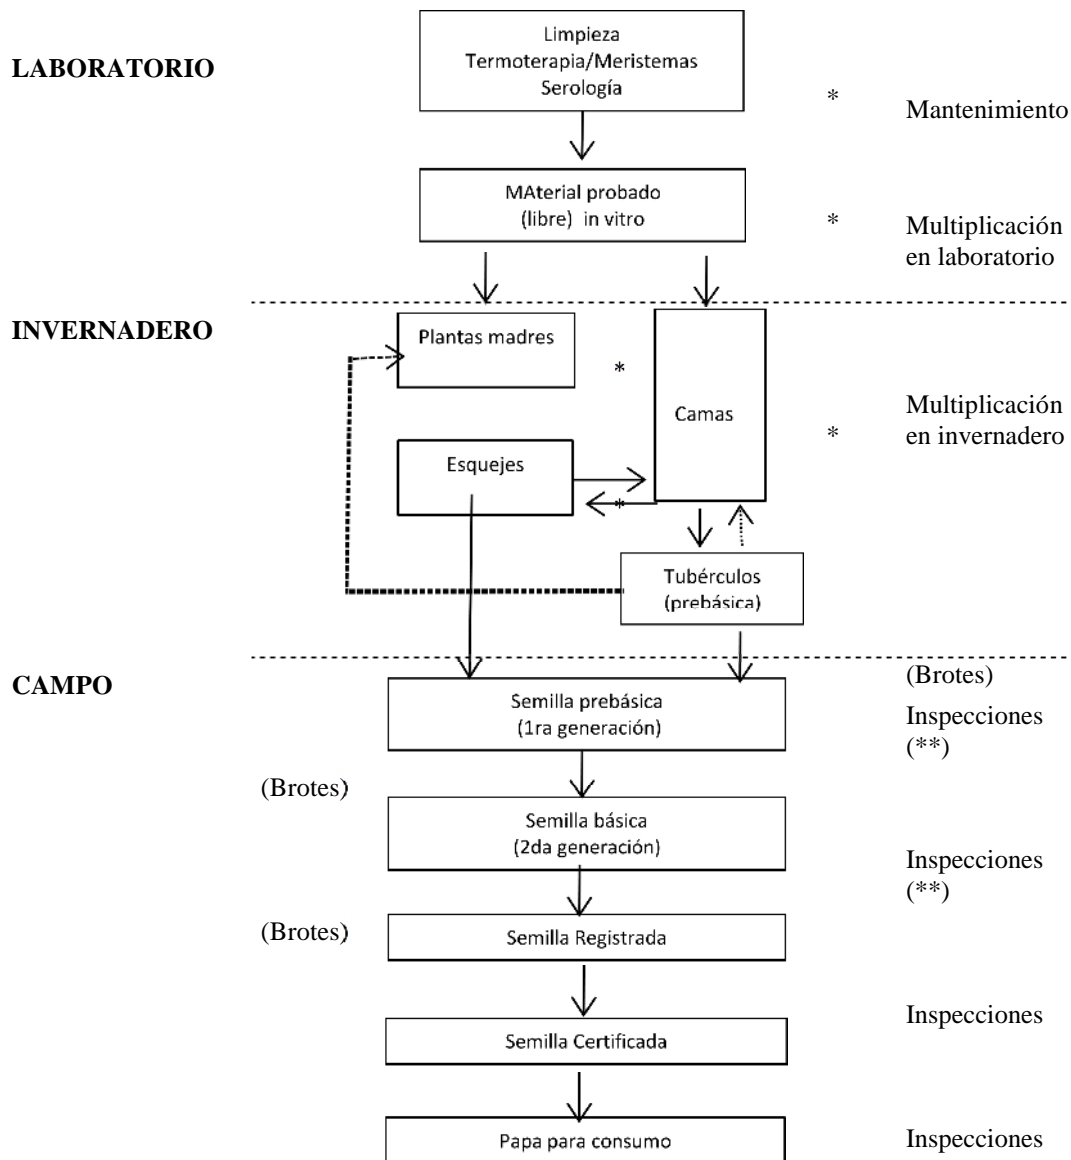 Limpieza
Termoterapia/Meristemas
Serología
LABORATORIO
*
Mantenimiento
MAterial probado
(libre) in vitro
*
Multiplicación
en laboratorio
INVERNADERO
Plantas madres
*
Camas
Multiplicación
en invernadero
*
Esquejes
*
Tubérculos
(prebásica)
CAMPO
(Brotes)
Semilla prebásica
(1ra generación)
Inspecciones
(**)
(Brotes)
Semilla básica
(2da generación)
Inspecciones
(**)
(Brotes)
Semilla Registrada
Inspecciones
Semilla Certificada
Papa para consumo
Inspecciones